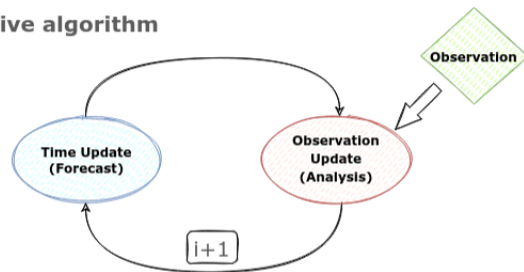 ive algorithm
Observation
Time Update
(Forecast)
Observation
Update
(Analysis)
i+1